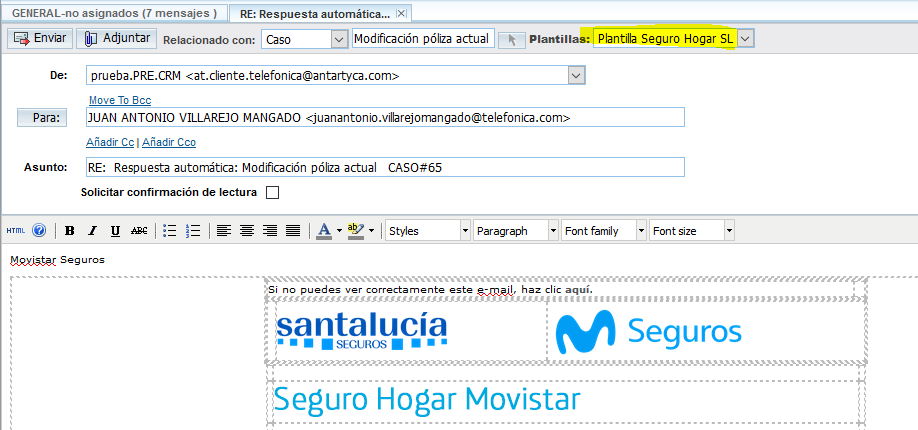 GENERAL-no asignados (7 mensajes )
RE: Respuesta automática...
Enviar Adjuntar Relacionado con: Caso Modificación póliza actual Plantillas: Plantilla Seguro Hogar SL
De: prueba.PRE.CRM <at.cliente.telefonica@antartyca.com>
Move To Bcc
Para: JUAN ANTONIO VILLAREJO MANGADO <juanantonio.villarejomangado@telefonica.com>
Añadir Cc | Añadir Cco
Asunto: RE: Respuesta automática: Modificación póliza actual CASO#65
Solicitar confirmación de lectura
HTML ? B I U ABC A ab Styles Paragraph Font family Font size
Movistar Seguros
Si no puedes ver correctamente este e-mail, haz clic aquí.
santalucía
SEGUROS
Seguros
Seguro Hogar Movistar